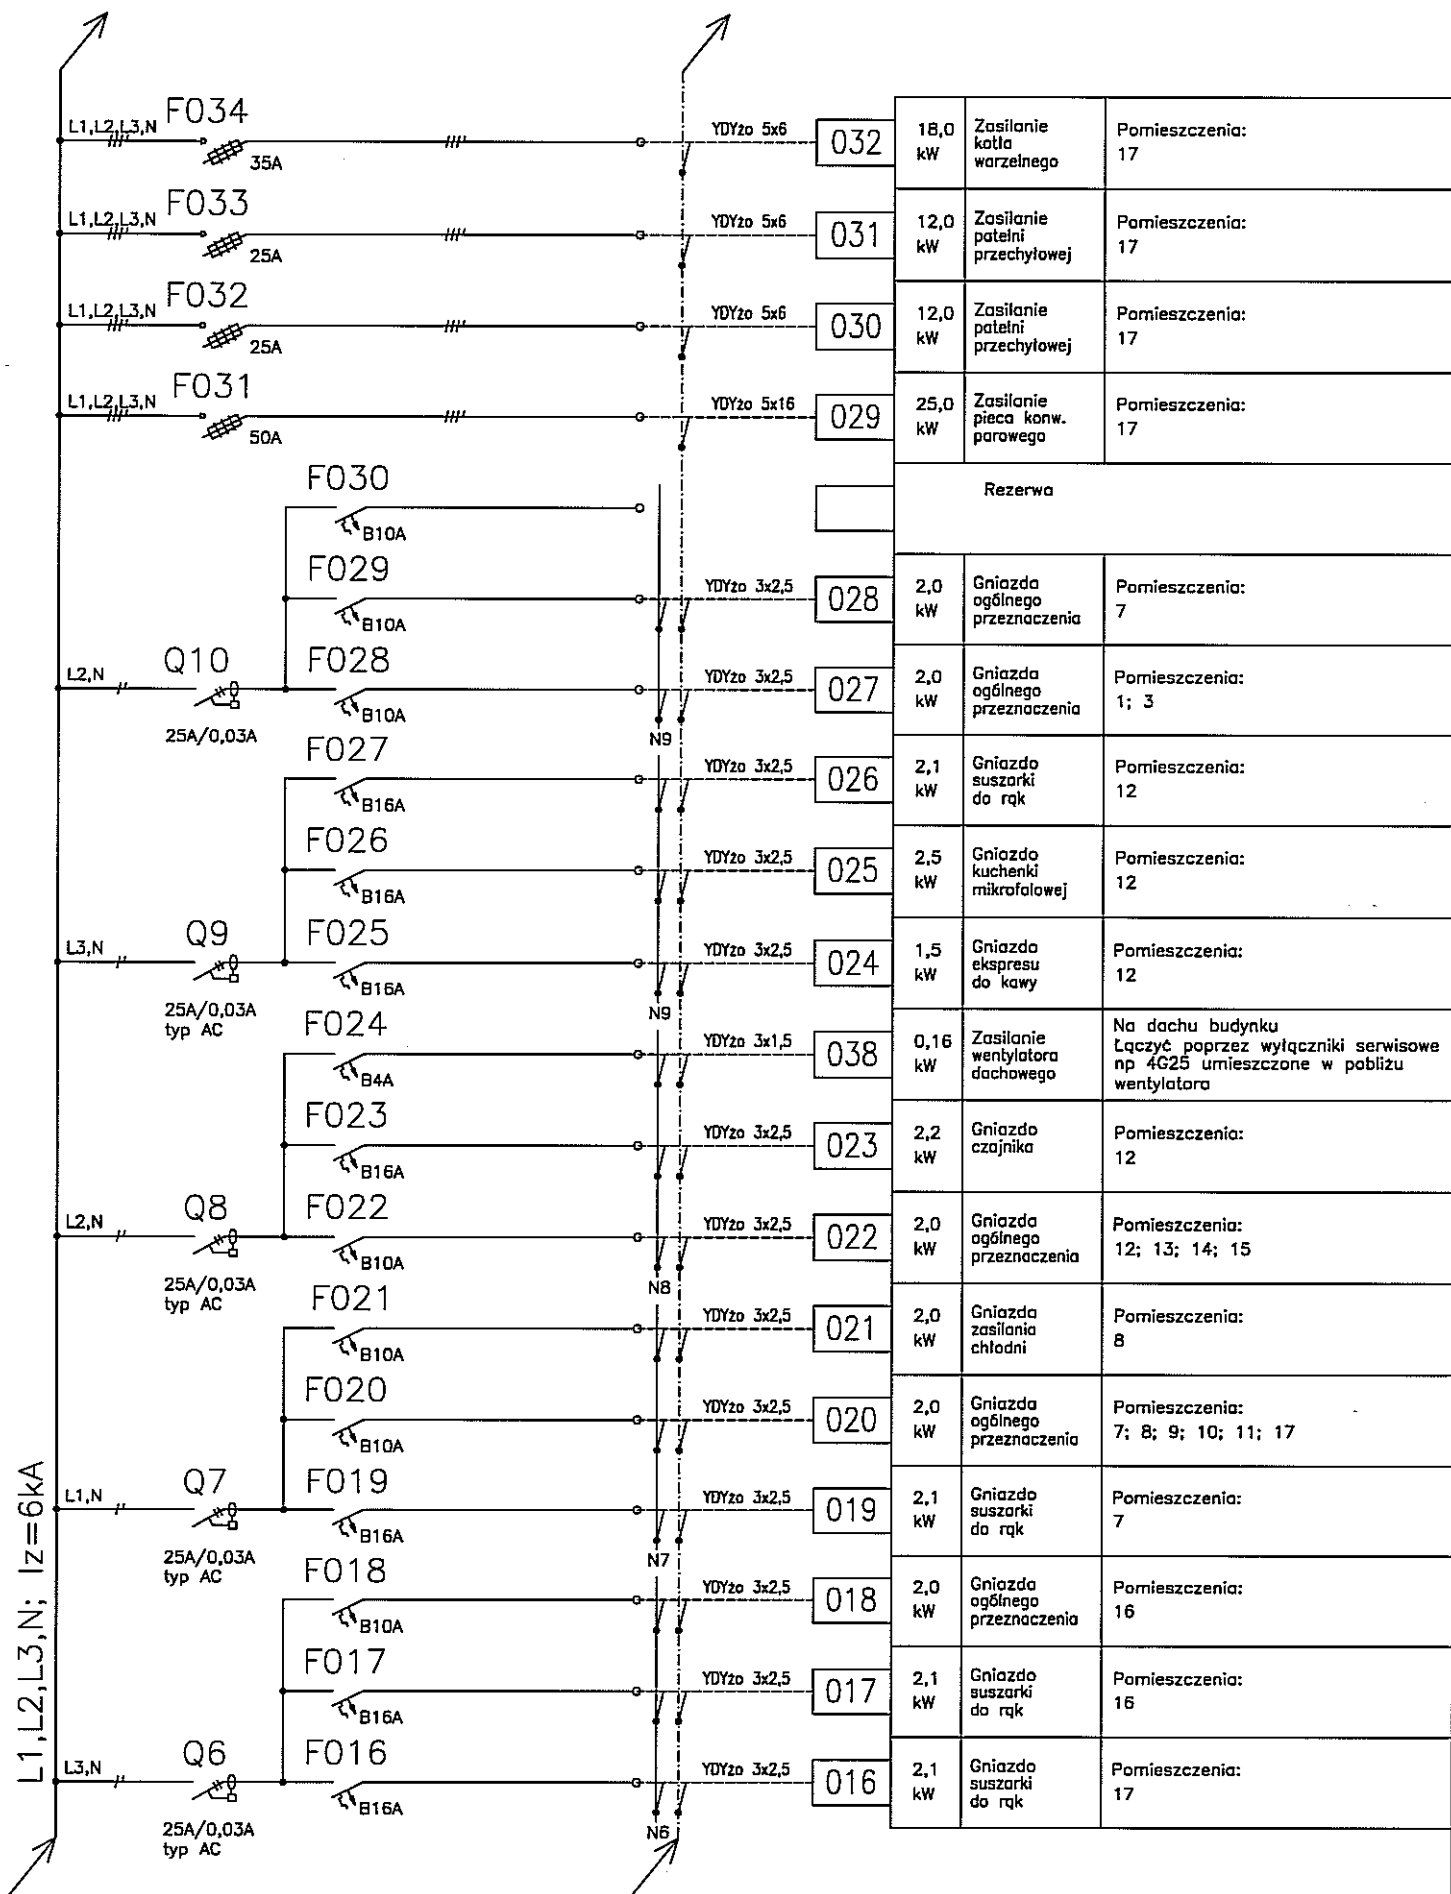 F034
L1,L2,L3,N
35A
YDYżo 5x6
032
18,0
kW
Zasilanie
kotła
warzelnego
Pomieszczenia:
17
F033
L1,L2,L3,N
25A
YDYżo 5x6
031
12,0
kW
Zasilanie
patelni
przechyłowej
Pomieszczenia:
17
F032
L1,L2,L3,N
25A
YDYżo 5x6
030
12,0
kW
Zasilanie
patelni
przechyłowej
Pomieszczenia:
17
F031
L1,L2,L3,N
50A
YDYżo 5x16
029
25,0
kW
Zasilanie
pieca konw.
parowego
Pomieszczenia:
17
F030
B10A
Rezerwa
F029
B10A
YDYżo 3x2,5
028
2,0
kW
Gniazda
ogólnego
przeznaczenia
Pomieszczenia:
7
L2,N
Q10
25A/0,03A
F028
B10A
N9
YDYżo 3x2,5
027
2,0
kW
Gniazda
ogólnego
przeznaczenia
Pomieszczenia:
1; 3
F027
B16A
YDYżo 3x2,5
026
2,1
kW
Gniazdo
suszarki
do rąk
Pomieszczenia:
12
F026
B16A
YDYżo 3x2,5
025
2,5
kW
Gniazdo
kuchenki
mikrofalowej
Pomieszczenia:
12
L3,N
Q9
25A/0,03A
typ AC
F025
B16A
N9
YDYżo 3x2,5
024
1,5
kW
Gniazdo
ekspresu
do kawy
Pomieszczenia:
12
F024
B4A
YDYżo 3x1,5
038
0,16
kW
Zasilanie
wentylatora
dachowego
Na dachu budynku
Łączyć poprzez wyłączniki serwisowe
np 4G25 umieszczone w pobliżu
wentylatora
F023
B16A
YDYżo 3x2,5
023
2,2
kW
Gniazdo
czajnika
Pomieszczenia:
12
L2,N
Q8
25A/0,03A
typ AC
F022
B10A
N8
YDYżo 3x2,5
022
2,0
kW
Gniazda
ogólnego
przeznaczenia
Pomieszczenia:
12; 13; 14; 15
F021
B10A
YDYżo 3x2,5
021
2,0
kW
Gniazda
zasilania
chłodni
Pomieszczenia:
8
F020
B10A
YDYżo 3x2,5
020
2,0
kW
Gniazda
ogólnego
przeznaczenia
Pomieszczenia:
7; 8; 9; 10; 11; 17
L1,N
Q7
25A/0,03A
typ AC
F019
B16A
N7
YDYżo 3x2,5
019
2,1
kW
Gniazdo
suszarki
do rąk
Pomieszczenia:
7
F018
B10A
YDYżo 3x2,5
018
2,0
kW
Gniazda
ogólnego
przeznaczenia
Pomieszczenia:
16
F017
B16A
YDYżo 3x2,5
017
2,1
kW
Gniazdo
suszarki
do rąk
Pomieszczenia:
16
L3,N
Q6
25A/0,03A
typ AC
F016
B16A
N6
YDYżo 3x2,5
016
2,1
kW
Gniazdo
suszarki
do rąk
Pomieszczenia:
17
L1,L2,L3,N; Iz=6kA